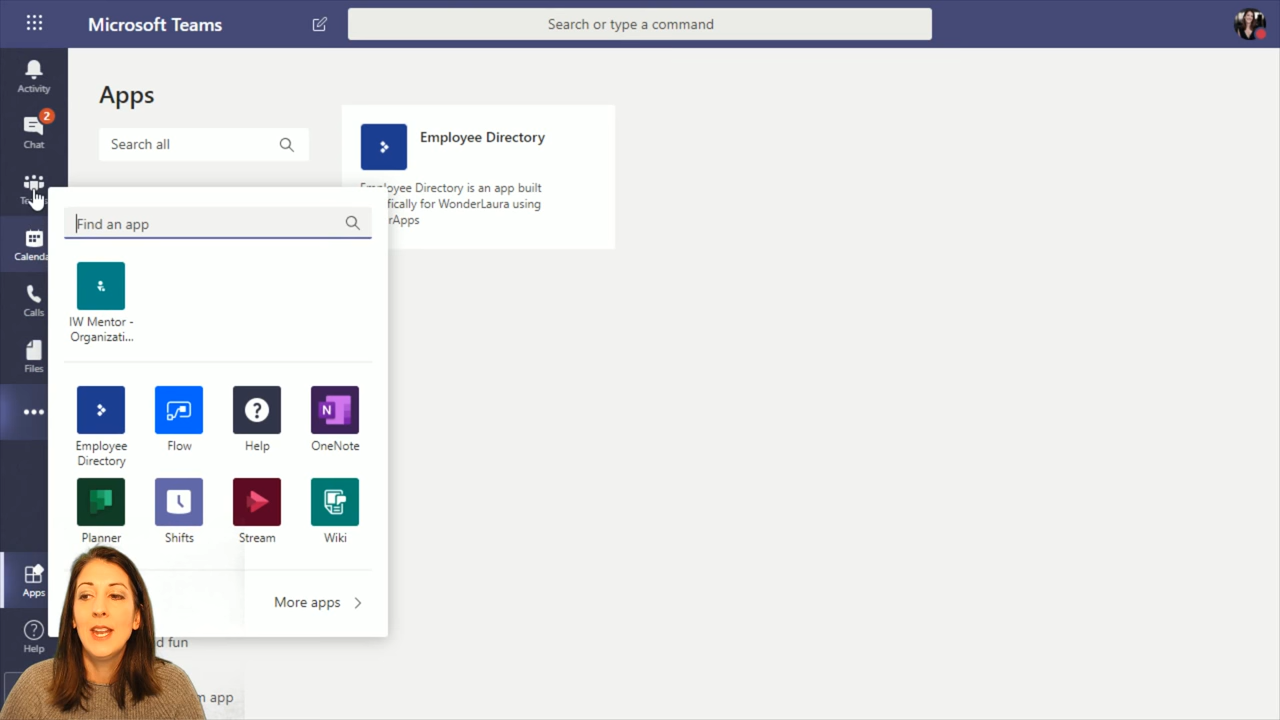 Microsoft Teams
Search or type a command
Activity
2
Chat
Apps
Search all
Employee Directory
Employee Directory is an app built
ifically for WonderLaura using
rApps
Calenda
Calls
Files
Find an app
IW Mentor -
Organizati...
Employee
Directory
Flow
Help
OneNote
Planner
Shifts
Stream
Wiki
More apps
Apps
Help
d fun
m app